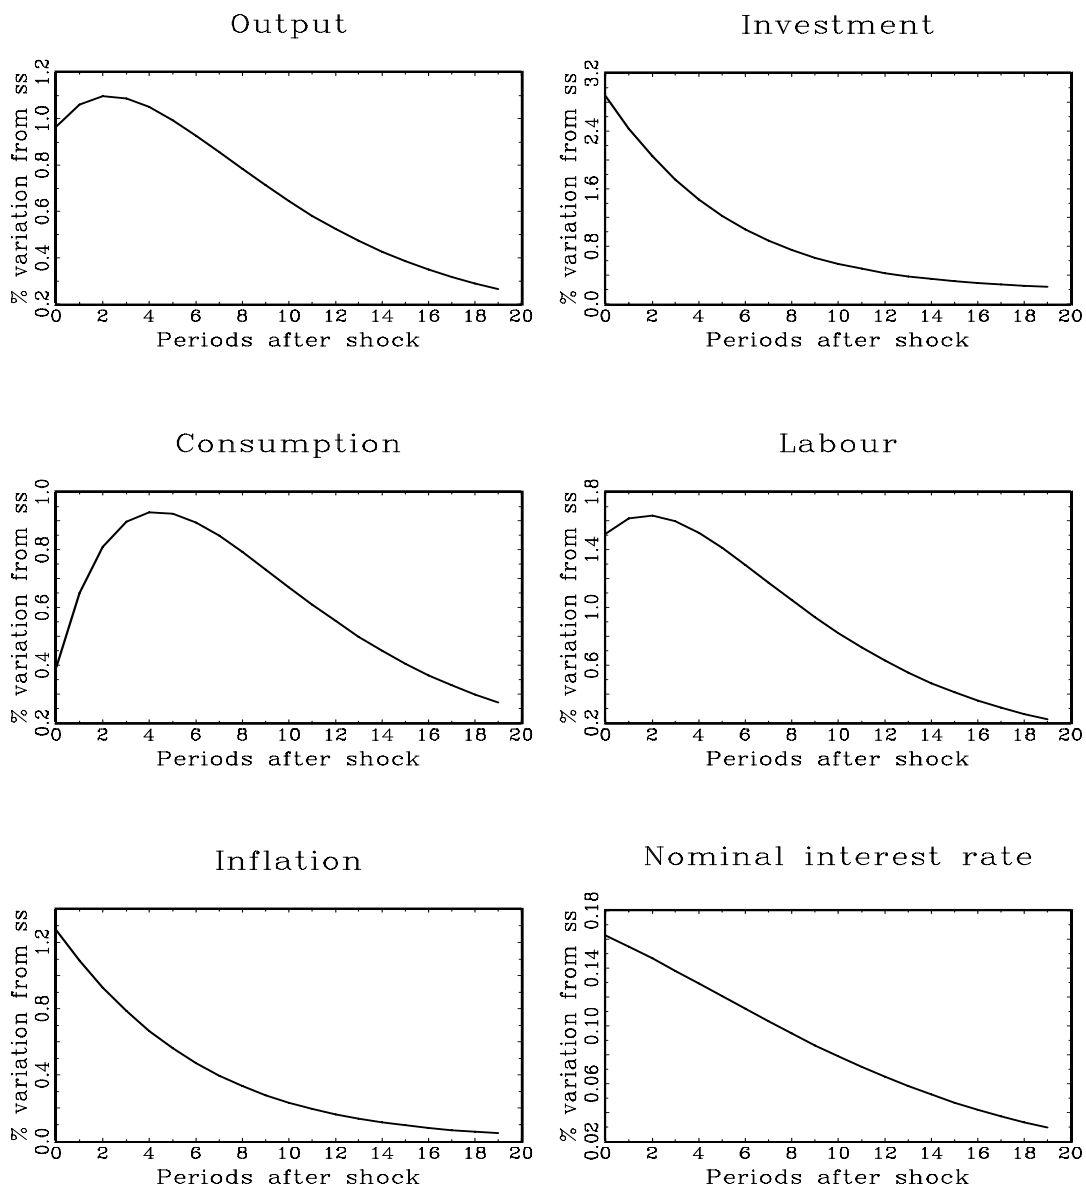 Output
% variation from ss
0.2 0.4 0.6 0.8 1.0 1.2
0 2 4 6 8 10 12 14 16 18 20
Periods after shock
Investment
% variation from ss
0.0 0.8 1.6 2.4 3.2
0 2 4 6 8 10 12 14 16 18 20
Periods after shock
Consumption
% variation from ss
0.2 0.4 0.6 0.8 1.0
0 2 4 6 8 10 12 14 16 18 20
Periods after shock
Labour
% variation from ss
0.2 0.6 1.0 1.4 1.8
0 2 4 6 8 10 12 14 16 18 20
Periods after shock
Inflation
% variation from ss
0.0 0.4 0.8 1.2
0 2 4 6 8 10 12 14 16 18 20
Periods after shock
Nominal interest rate
% variation from ss
0.02 0.06 0.10 0.14 0.18
0 2 4 6 8 10 12 14 16 18 20
Periods after shock